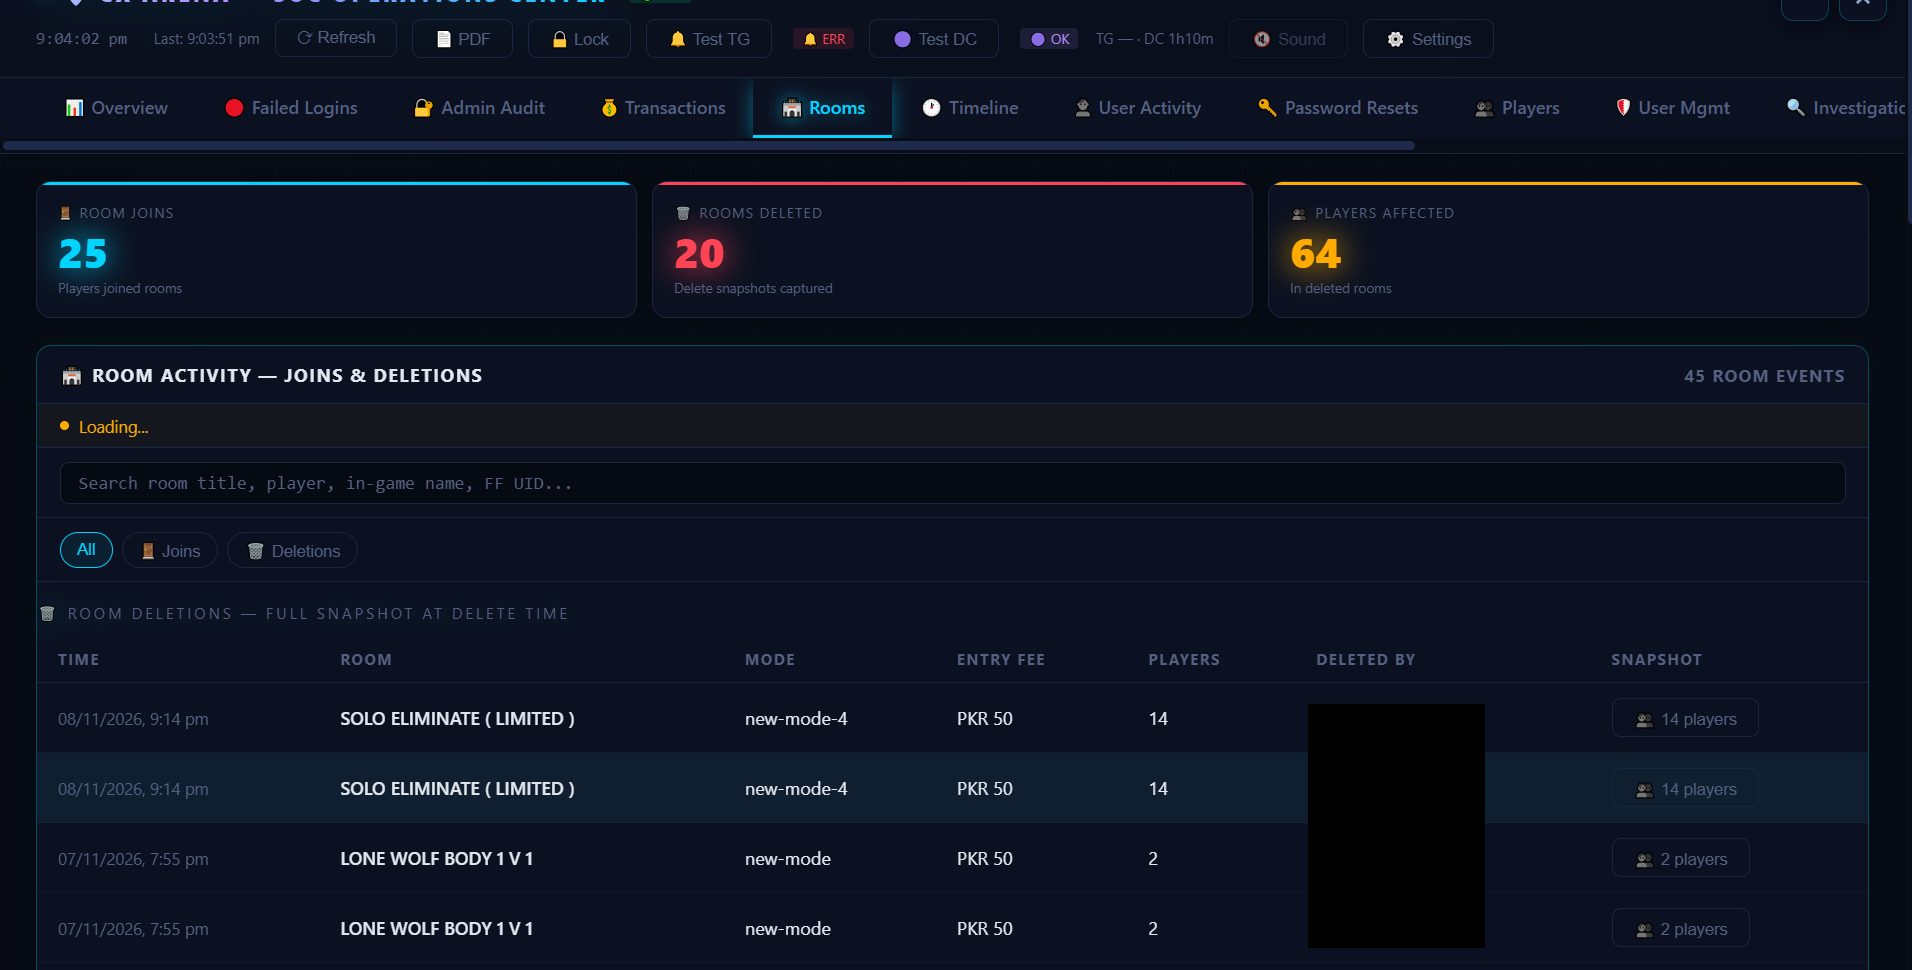 9:04:02 pm Last: 9:03:51 pm Refresh PDF Lock Test TG ERR Test DC OK TG — · DC 1h10m Sound Settings
Overview Failed Logins Admin Audit Transactions Rooms Timeline User Activity Password Resets Players User Mgmt
ROOM JOINS
25
Players joined rooms
ROOMS DELETED
20
Delete snapshots captured
PLAYERS AFFECTED
64
In deleted rooms
ROOM ACTIVITY — JOINS & DELETIONS 45 ROOM EVENTS
Loading...
Search room title, player, in-game name, FF UID...
All Joins Deletions
ROOM DELETIONS — FULL SNAPSHOT AT DELETE TIME
TIME ROOM MODE ENTRY FEE PLAYERS DELETED BY SNAPSHOT
08/11/2026, 9:14 pm SOLO ELIMINATE ( LIMITED ) new-mode-4 PKR 50 14 14 players
08/11/2026, 9:14 pm SOLO ELIMINATE ( LIMITED ) new-mode-4 PKR 50 14 14 players
07/11/2026, 7:55 pm LONE WOLF BODY 1 V 1 new-mode PKR 50 2 2 players
07/11/2026, 7:55 pm LONE WOLF BODY 1 V 1 new-mode PKR 50 2 2 players